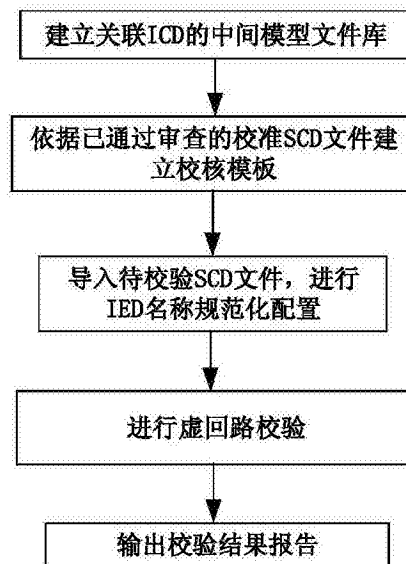 建立关联ICD的中间模型文件库
依据已通过审查的校准SCD文件建
立校核模板
导入待校验SCD文件，进行
IED名称规范化配置
进行虚回路校验
输出校验结果报告